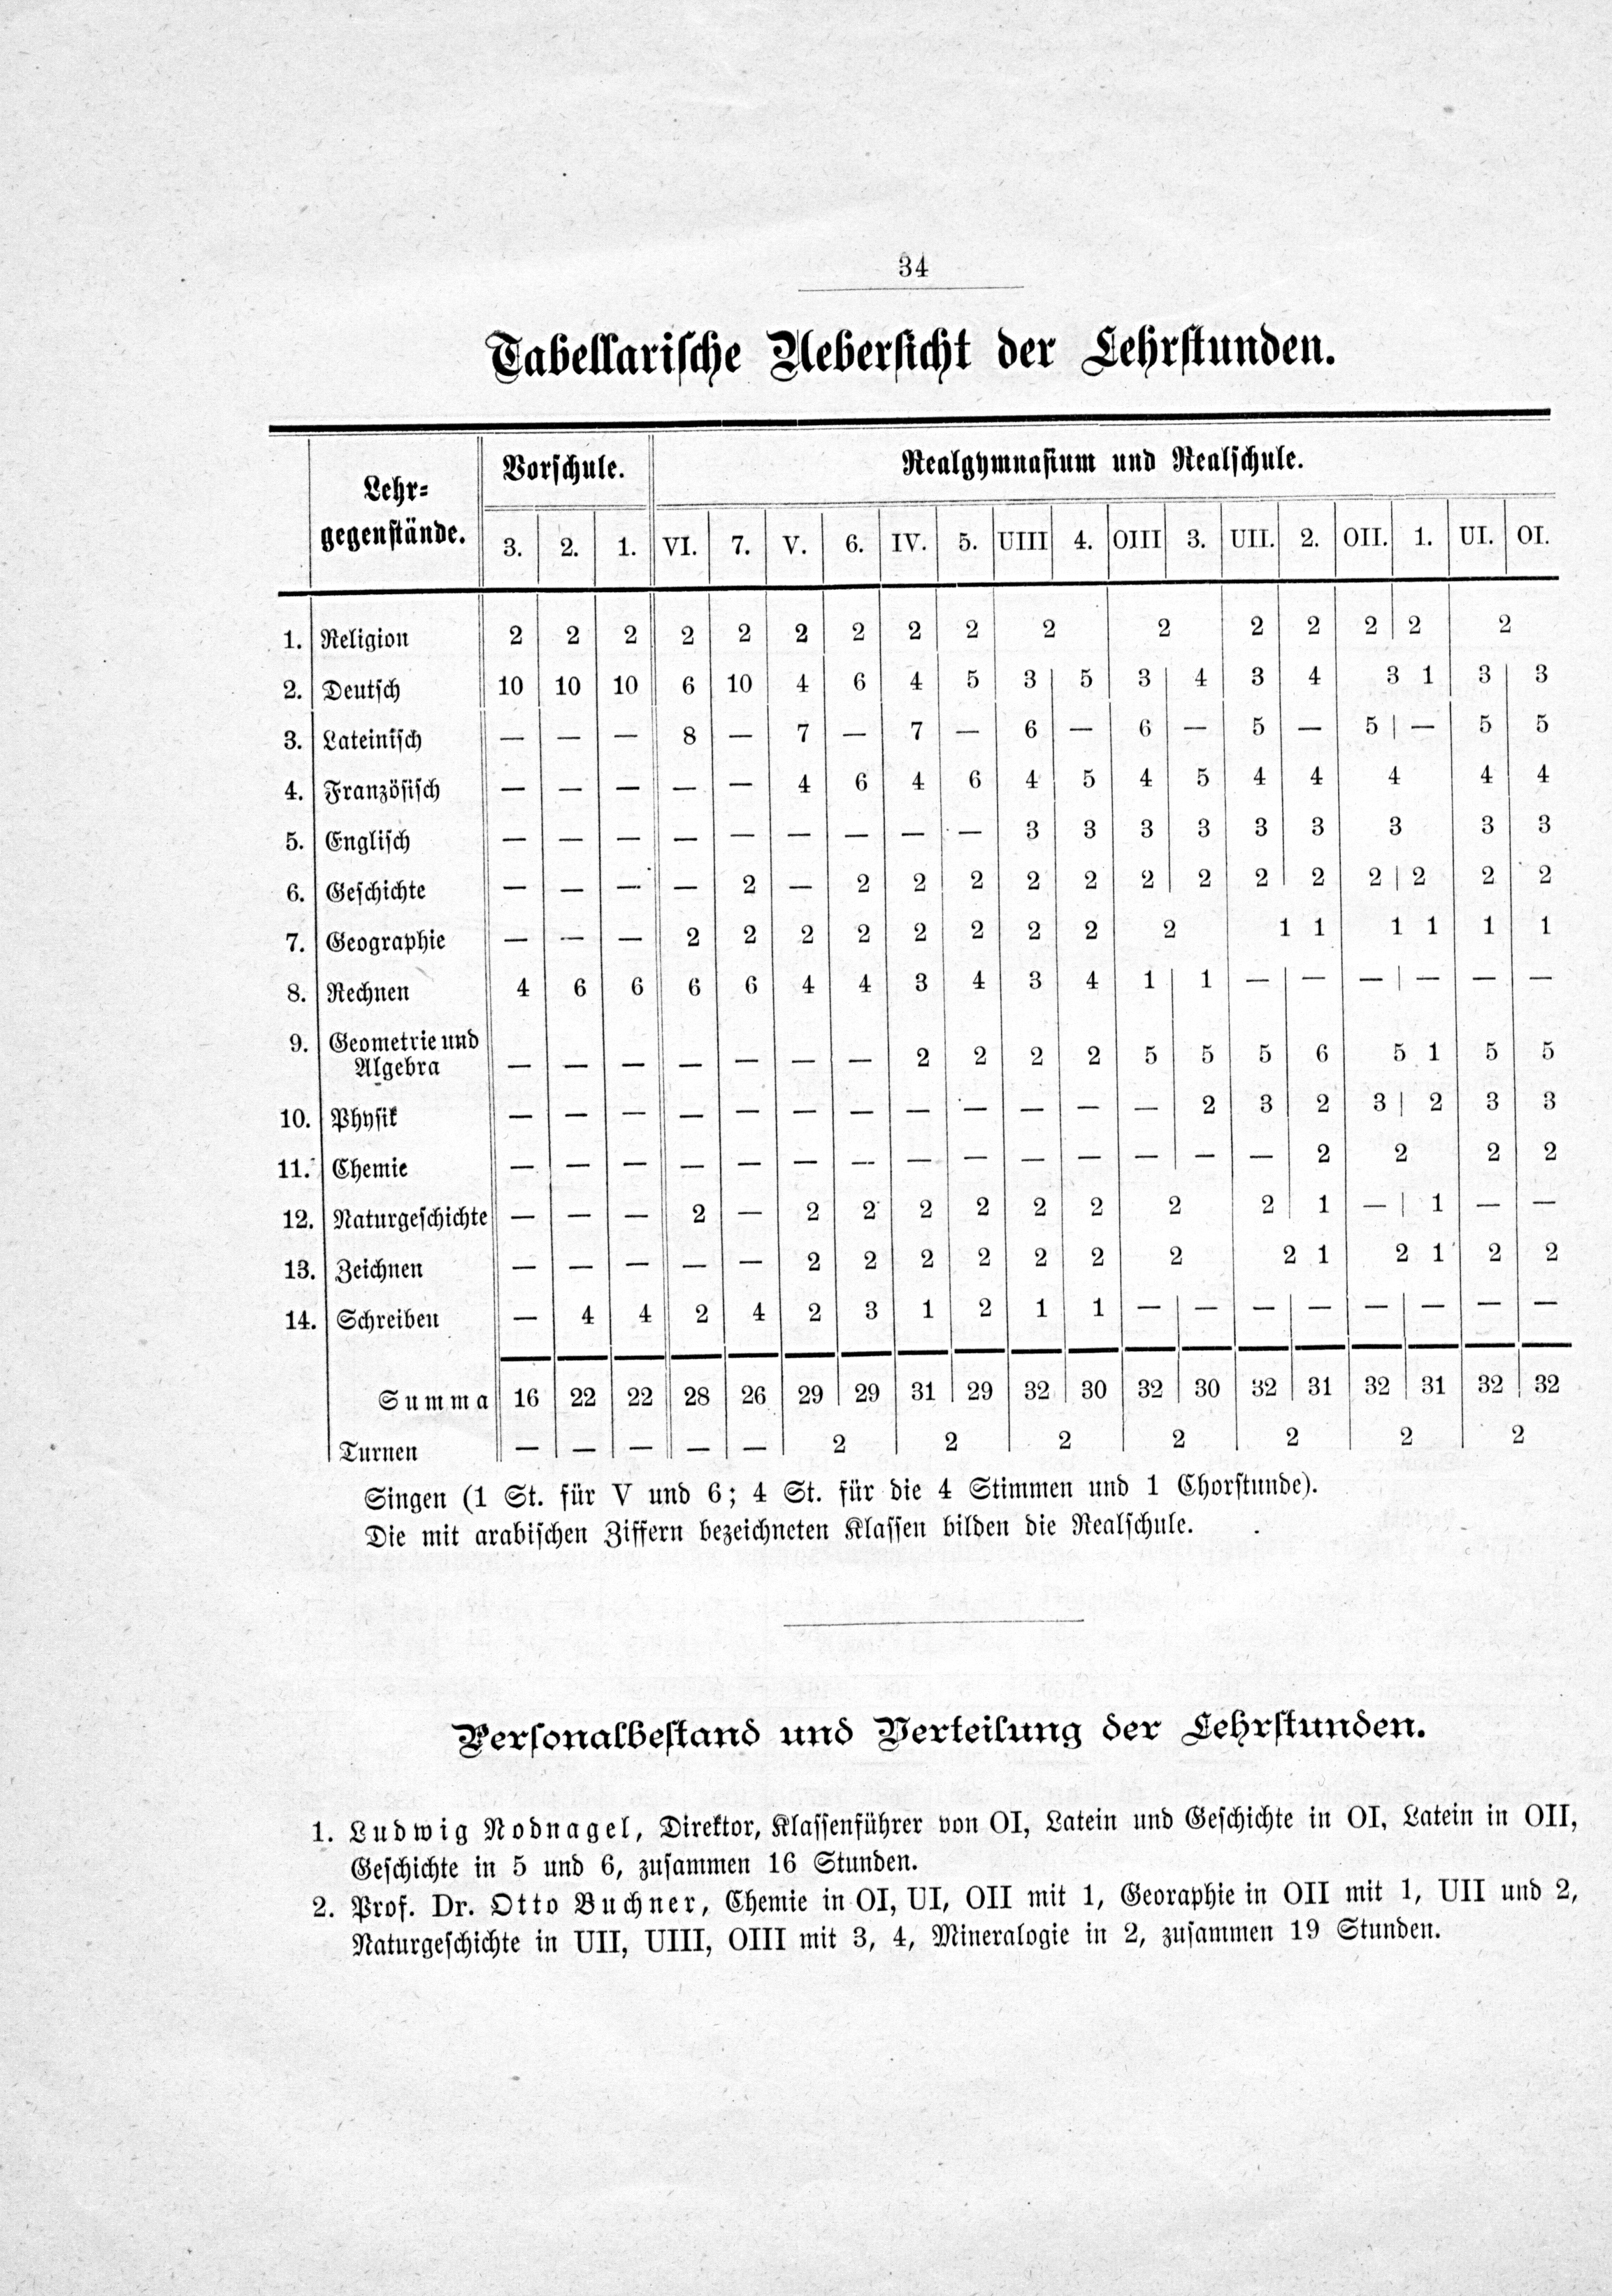 34
Tabellarische Uebersicht der Lehrstunden.
Lehr=gegenstände. Vorschule. Realgymnasium und Realschule.
3. 2. 1. VI. 7. V. 6. IV. 5. UIII 4. OIII 3. UII. 2. OII. 1. UI. OI.
1. Religion 2 2 2 2 2 2 2 2 2 2 2 2 2 2 2 2
2. Deutsch 10 10 10 6 10 4 6 4 5 3 5 3 4 3 4 3 1 3 3
3. Lateinisch — — — 8 — 7 — 7 — 6 — 6 — 5 — 5 — 5 5
4. Französisch — — — — — 4 6 4 6 4 5 4 5 4 4 4 4 4
5. Englisch — — — — — — — — — 3 3 3 3 3 3 3 3 3
6. Geschichte — — — — 2 — 2 2 2 2 2 2 2 2 2 2 2 2 2
7. Geographie — — — 2 2 2 2 2 2 2 2 2 1 1 1 1 1 1
8. Rechnen 4 6 6 6 6 4 4 3 4 3 4 1 1 — — — — — —
9. Geometrie und
Algebra — — — — — — — 2 2 2 2 5 5 5 6 5 1 5 5
10. Physik — — — — — — — — — — — — 2 3 2 3 2 3 3
11. Chemie — — — — — — — — — — — — — — 2 2 2 2
12. Naturgeschichte — — — 2 — 2 2 2 2 2 2 2 2 1 — 1 — —
13. Zeichnen — — — — — 2 2 2 2 2 2 2 2 1 2 1 2 2
14. Schreiben — 4 4 2 4 2 3 1 2 1 1 — — — — — — — —
Summa 16 22 22 28 26 29 29 31 29 32 30 32 30 32 31 32 31 32 32
Turnen — — — — — 2 2 2 2 2 2 2
Singen (1 St. für V und 6; 4 St. für die 4 Stimmen und 1 Chorstunde).
Die mit arabischen Ziffern bezeichneten Klassen bilden die Realschule.
Personalbestand und Verteilung der Lehrstunden.
1. Ludwig Nodnagel, Direktor, Klassenführer von OI, Latein und Geschichte in OI, Latein in OII,
Geschichte in 5 und 6, zusammen 16 Stunden.
2. Prof. Dr. Otto Buchner, Chemie in OI, UI, OII mit 1, Georaphie in OII mit 1, UII und 2,
Naturgeschichte in UII, UIII, OIII mit 3, 4, Mineralogie in 2, zusammen 19 Stunden.